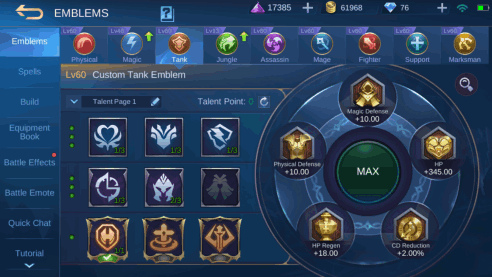 EMBLEMS
17385
61968
76
Emblems
Spells
Build
Equipment
Book
Battle Effects
Battle Emote
Quick Chat
Tutorial
Physical
Magic
Tank
Jungle
Assassin
Mage
Fighter
Support
Marksman
Lv60 Custom Tank Emblem
Talent Page 1
Talent Point: 0
1/3
2/3
1/3
1/1
MAX
Magic Defense
+10.00
Physical Defense
+10.00
HP
+345.00
HP Regen
+18.00
CD Reduction
+2.00%